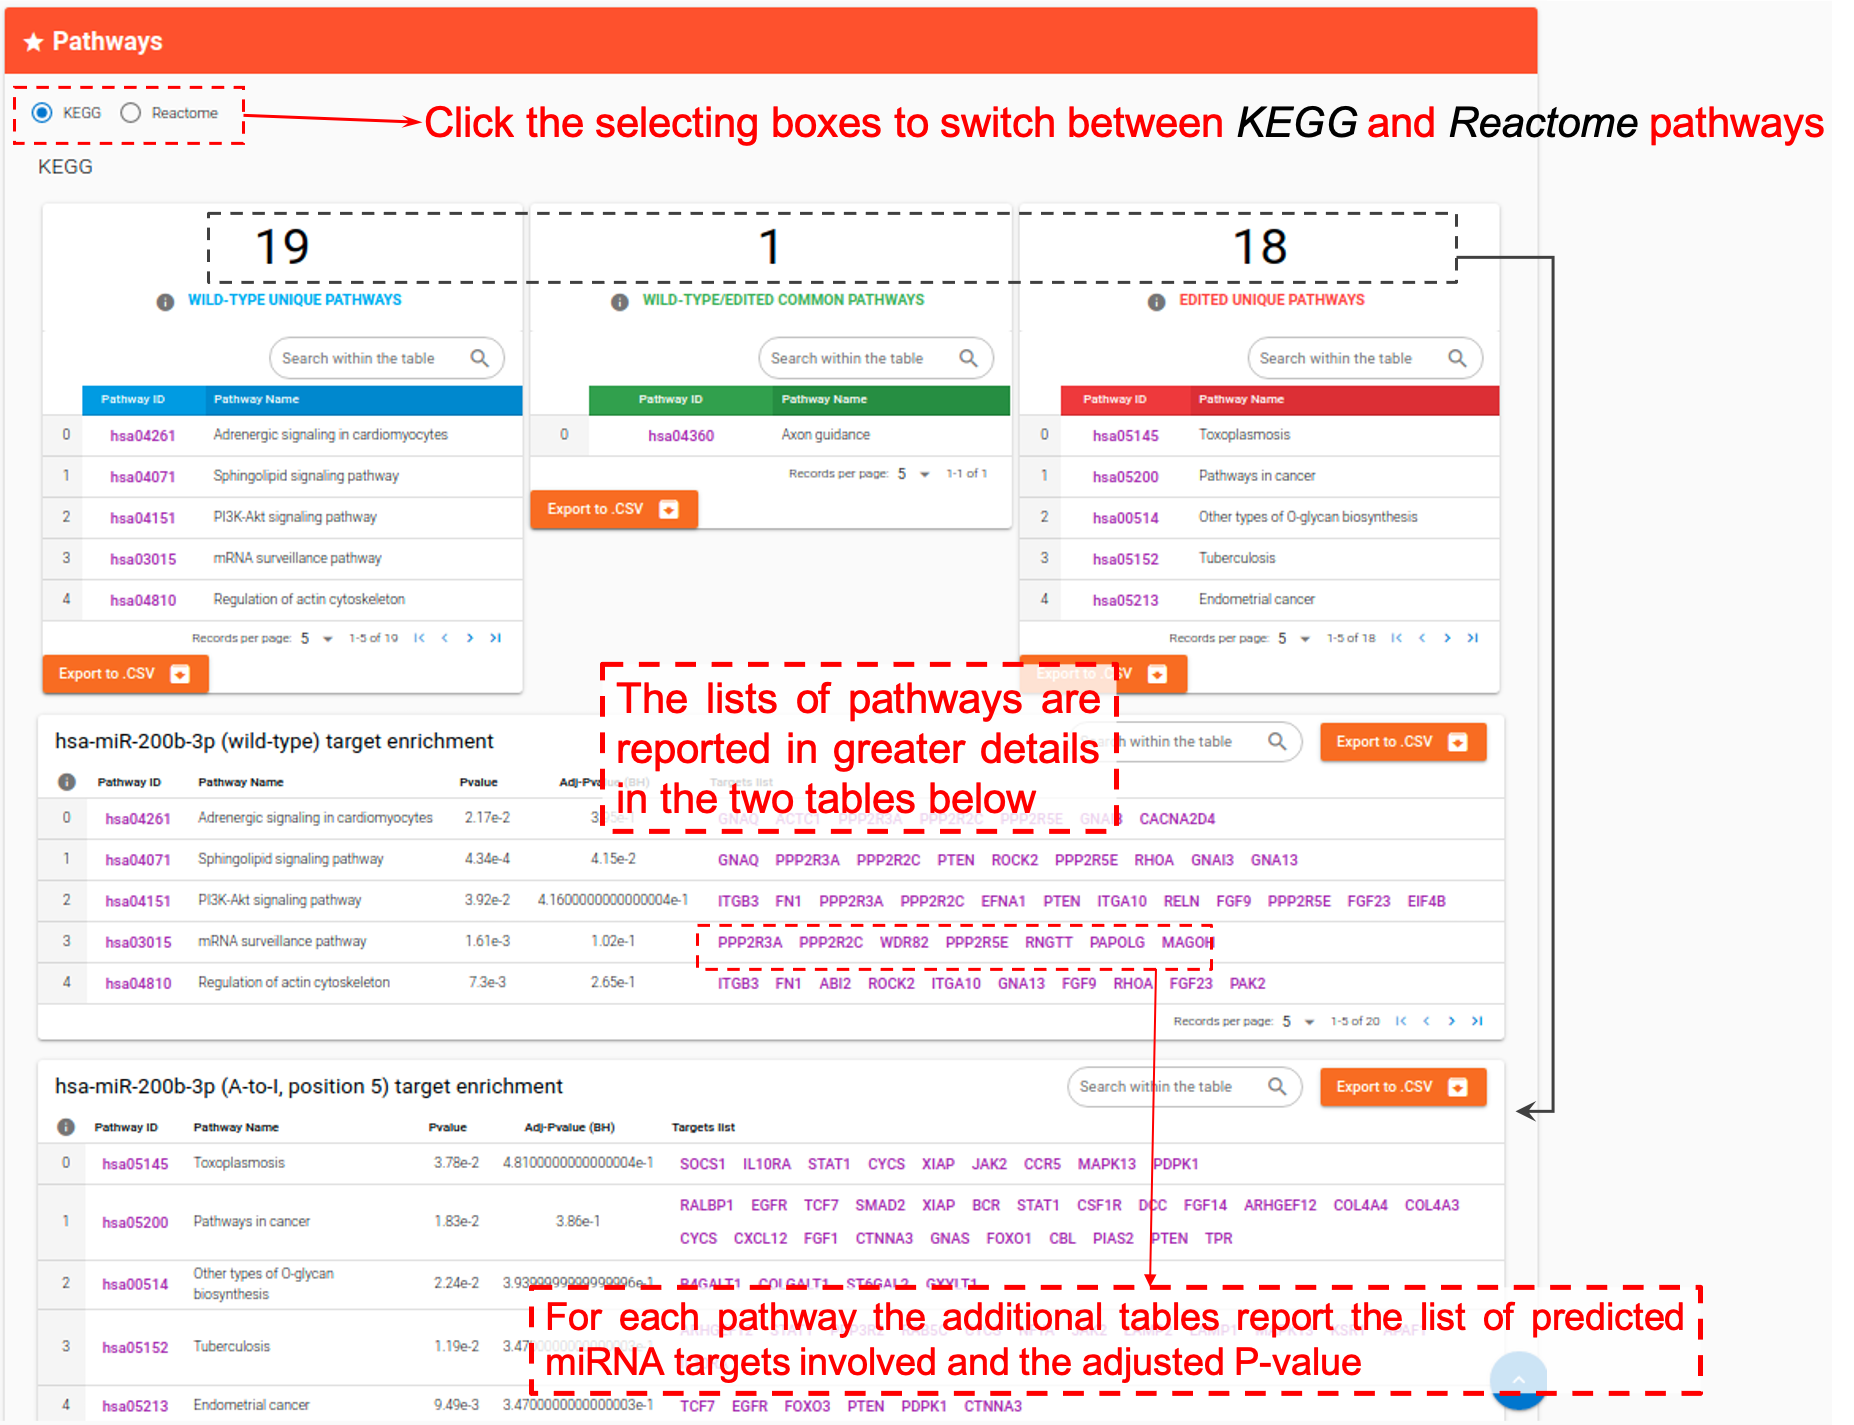 Pathways
KEGG Reactome
Click the selecting boxes to switch between KEGG and Reactome pathways
KEGG
19 1 18
WILD-TYPE UNIQUE PATHWAYS WILD-TYPE/EDITED COMMON PATHWAYS EDITED UNIQUE PATHWAYS
Search within the table Search within the table Search within the table
Pathway ID Pathway Name Pathway ID Pathway Name Pathway ID Pathway Name
0 hsa04261 Adrenergic signaling in cardiomyocytes 0 hsa04360 Axon guidance 0 hsa05145 Toxoplasmosis
1 hsa04071 Sphingolipid signaling pathway Records per page: 5 1-1 of 1 1 hsa05200 Pathways in cancer
2 hsa04151 PI3K-Akt signaling pathway Export to .CSV 2 hsa00514 Other types of O-glycan biosynthesis
3 hsa03015 mRNA surveillance pathway 3 hsa05152 Tuberculosis
4 hsa04810 Regulation of actin cytoskeleton 4 hsa05213 Endometrial cancer
Records per page: 5 1-5 of 19 Records per page: 5 1-5 of 18
Export to .CSV Export to .CSV
The lists of pathways are
reported in greater details
in the two tables below
hsa-miR-200b-3p (wild-type) target enrichment within the table Export to .CSV
Pathway ID Pathway Name Pvalue Adj-Pvalue (BH) Targets list
0 hsa04261 Adrenergic signaling in cardiomyocytes 2.17e-2 GNAQ ACTC1 PPP2R3A PPP2R2C PPP2R5E GNAI3 CACNA2D4
1 hsa04071 Sphingolipid signaling pathway 4.34e-4 4.15e-2 GNAQ PPP2R3A PPP2R2C PTEN ROCK2 PPP2R5E RHOA GNAI3 GNA13
2 hsa04151 PI3K-Akt signaling pathway 3.92e-2 4.1600000000000004e-1 ITGB3 FN1 PPP2R3A PPP2R2C EFNA1 PTEN ITGA10 RELN FGF9 PPP2R5E FGF23 EIF4B
3 hsa03015 mRNA surveillance pathway 1.61e-3 1.02e-1 PPP2R3A PPP2R2C WDR82 PPP2R5E RNGTT PAPOLG MAGOH
4 hsa04810 Regulation of actin cytoskeleton 7.3e-3 2.65e-1 ITGB3 FN1 ABI2 ROCK2 ITGA10 GNA13 FGF9 RHOA FGF23 PAK2
Records per page: 5 1-5 of 20
hsa-miR-200b-3p (A-to-I, position 5) target enrichment Search within the table Export to .CSV
Pathway ID Pathway Name Pvalue Adj-Pvalue (BH) Targets list
0 hsa05145 Toxoplasmosis 3.78e-2 4.8100000000000004e-1 SOCS1 IL10RA STAT1 CYCS XIAP JAK2 CCR5 MAPK13 PDPK1
1 hsa05200 Pathways in cancer 1.83e-2 3.86e-1 RALBP1 EGFR TCF7 SMAD2 XIAP BCR STAT1 CSF1R DCC FGF14 ARHGEF12 COL4A4 COL4A3
CYCS CXCL12 FGF1 CTNNA3 GNAS FOXO1 CBL PIAS2 PTEN TPR
2 hsa00514 Other types of O-glycan biosynthesis 2.24e-2 3.9399999999999996e-1 B4GALT1 COLGALT1 ST6GAL2 GXYLT1
3 hsa05152 Tuberculosis 1.19e-2
For each pathway the additional tables report the list of predicted
miRNA targets involved and the adjusted P-value
4 hsa05213 Endometrial cancer 9.49e-3 3.4700000000000003e-1 TCF7 EGFR FOXO3 PTEN PDPK1 CTNNA3